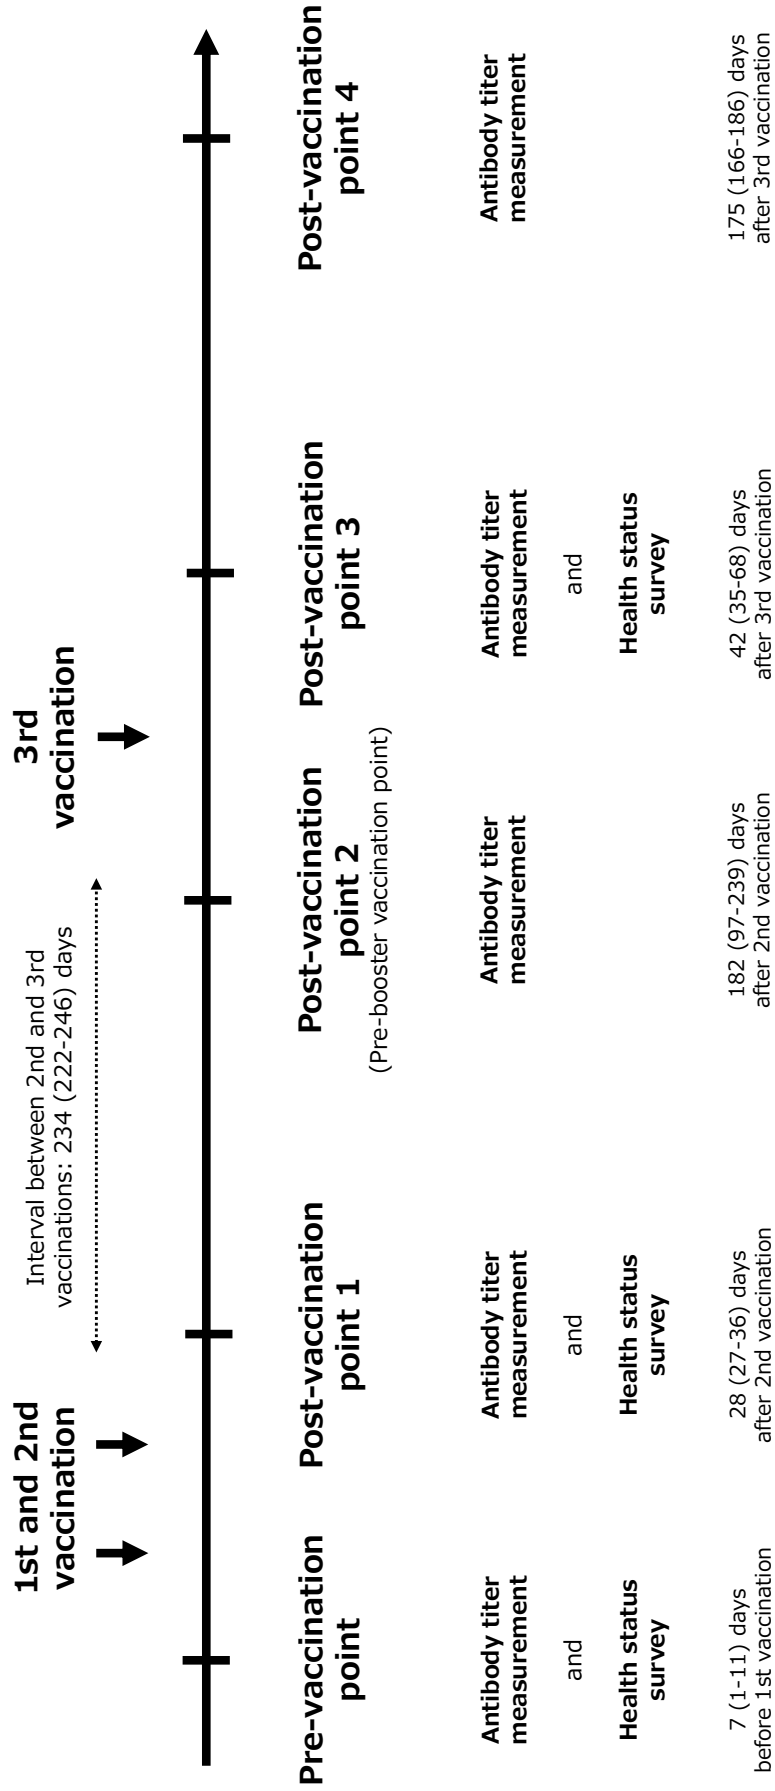 1st and 2nd
vaccination
Interval between 2nd and 3rd
vaccinations: 234 (222-246) days
3rd
vaccination
Pre-vaccination
point
Antibody titer
measurement
and
Health status
survey
7 (1-11) days
before 1st vaccination
Post-vaccination
point 1
Antibody titer
measurement
and
Health status
survey
28 (27-36) days
after 2nd vaccination
Post-vaccination
point 2
(Pre-booster vaccination point)
Antibody titer
measurement
182 (97-239) days
after 2nd vaccination
Post-vaccination
point 3
Antibody titer
measurement
and
Health status
survey
42 (35-68) days
after 3rd vaccination
Post-vaccination
point 4
Antibody titer
measurement
175 (166-186) days
after 3rd vaccination